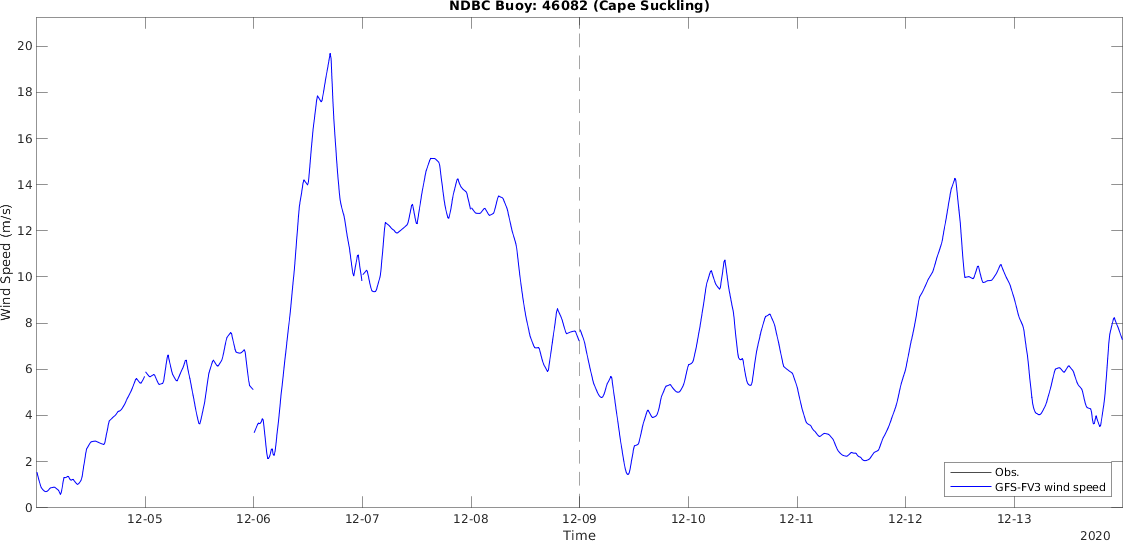 NDBC Buoy: 46082 (Cape Suckling)
Wind Speed (m/s)
20
18
16
14
12
10
8
6
4
2
0
Obs.
GFS-FV3 wind speed
12-05 12-06 12-07 12-08 12-09 12-10 12-11 12-12 12-13
Time
2020